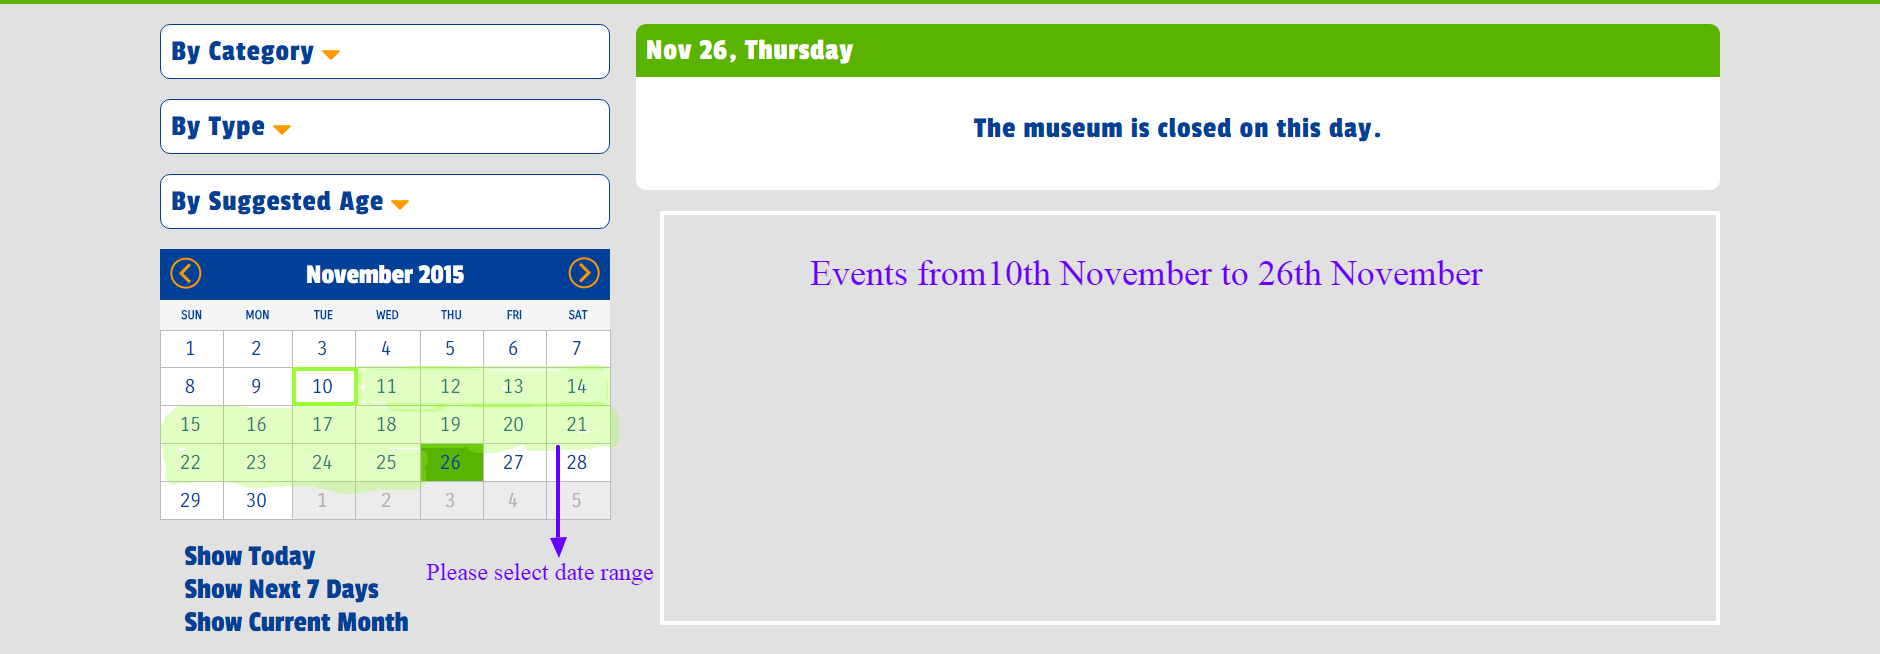 By Category
By Type
By Suggested Age
November 2015
SUN MON TUE WED THU FRI SAT
1 2 3 4 5 6 7
8 9 10 11 12 13 14
15 16 17 18 19 20 21
22 23 24 25 26 27 28
29 30 1 2 3 4 5
Show Today
Show Next 7 Days
Show Current Month
Please select date range
Nov 26, Thursday
The museum is closed on this day.
Events from10th November to 26th November